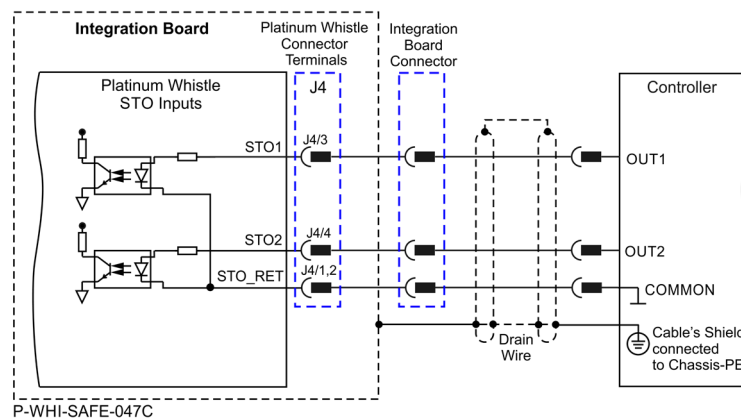 Integration Board
Platinum Whistle
Connector
Terminals
Integration
Board
Connector
Platinum Whistle
STO Inputs
J4
Controller
STO1
J4/3
OUT1
STO2
J4/4
OUT2
STO_RET
J4/1,2
COMMON
Drain
Wire
Cable's Shield
connected
to Chassis-PE
P-WHI-SAFE-047C